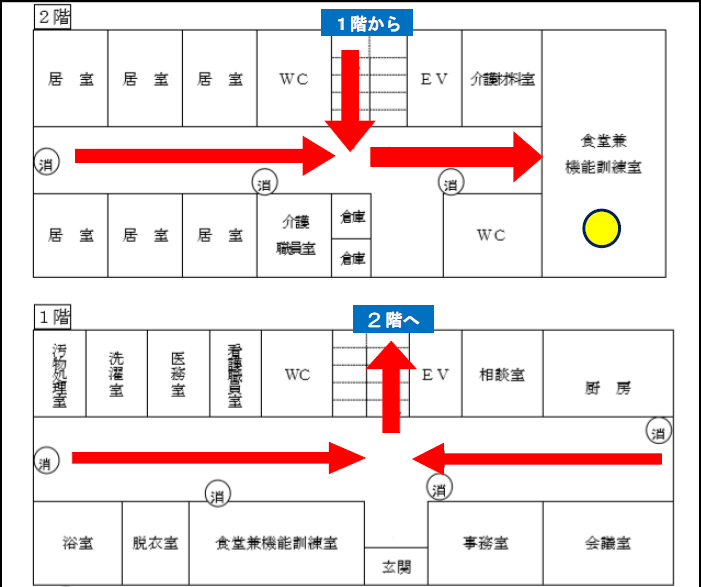 2階
1階から
居 室
居 室
居 室
WC
EV
介護材料室
食堂兼
機能訓練室
消
消
消
居 室
居 室
居 室
介護
職員室
倉庫
倉庫
WC
1階
2階へ
汚物処理室
洗濯室
医務室
看護職員室
WC
EV
相談室
厨 房
消
消
消
消
浴室
脱衣室
食堂兼機能訓練室
玄関
事務室
会議室